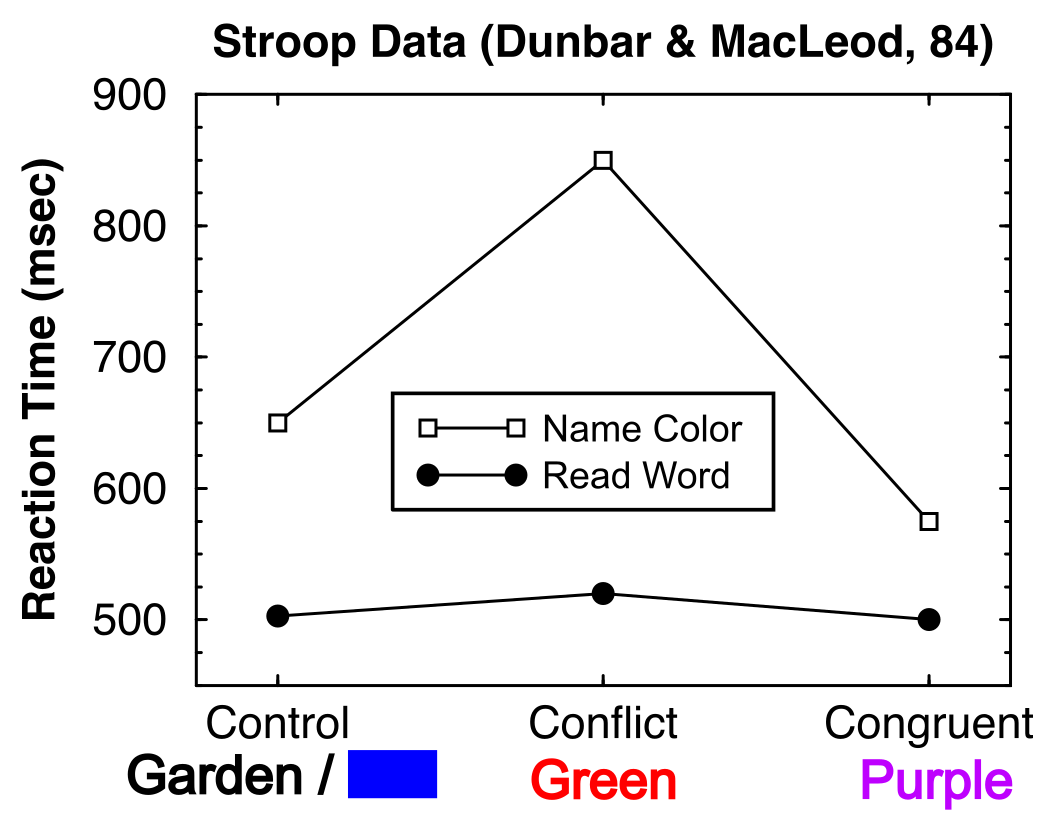 Stroop Data (Dunbar & MacLeod, 84)
900
800
700
600
500
Reaction Time (msec)
Name Color
Read Word
Control Conflict Congruent
Garden / Green Purple